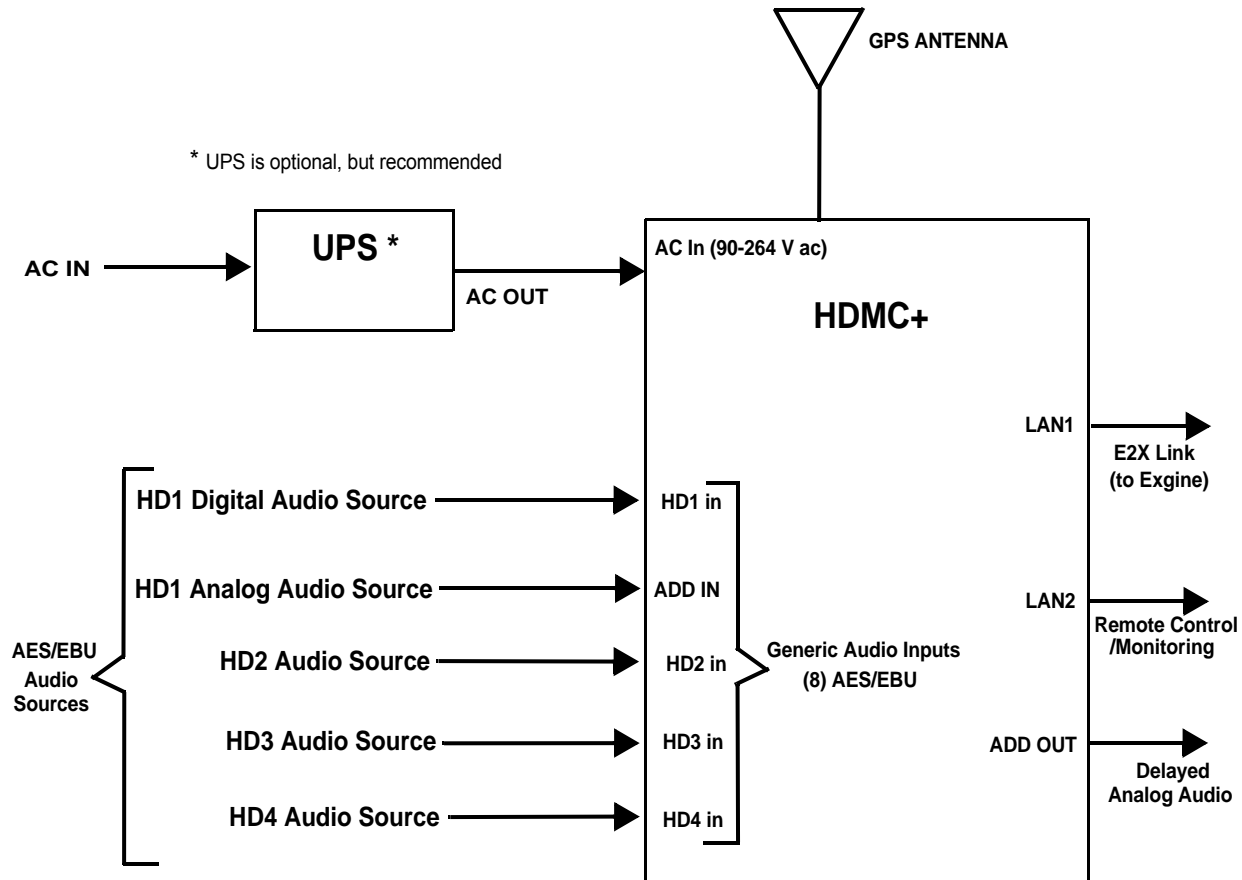 GPS ANTENNA
* UPS is optional, but recommended
UPS *
AC IN
AC OUT
AC In (90-264 V ac)
HDMC+
LAN1
E2X Link
(to Exgine)
HD1 Digital Audio Source
HD1 in
HD1 Analog Audio Source
ADD IN
LAN2
Remote Control
/Monitoring
AES/EBU
Audio
Sources
HD2 Audio Source
HD2 in
Generic Audio Inputs
(8) AES/EBU
HD3 Audio Source
HD3 in
ADD OUT
Delayed
Analog Audio
HD4 Audio Source
HD4 in